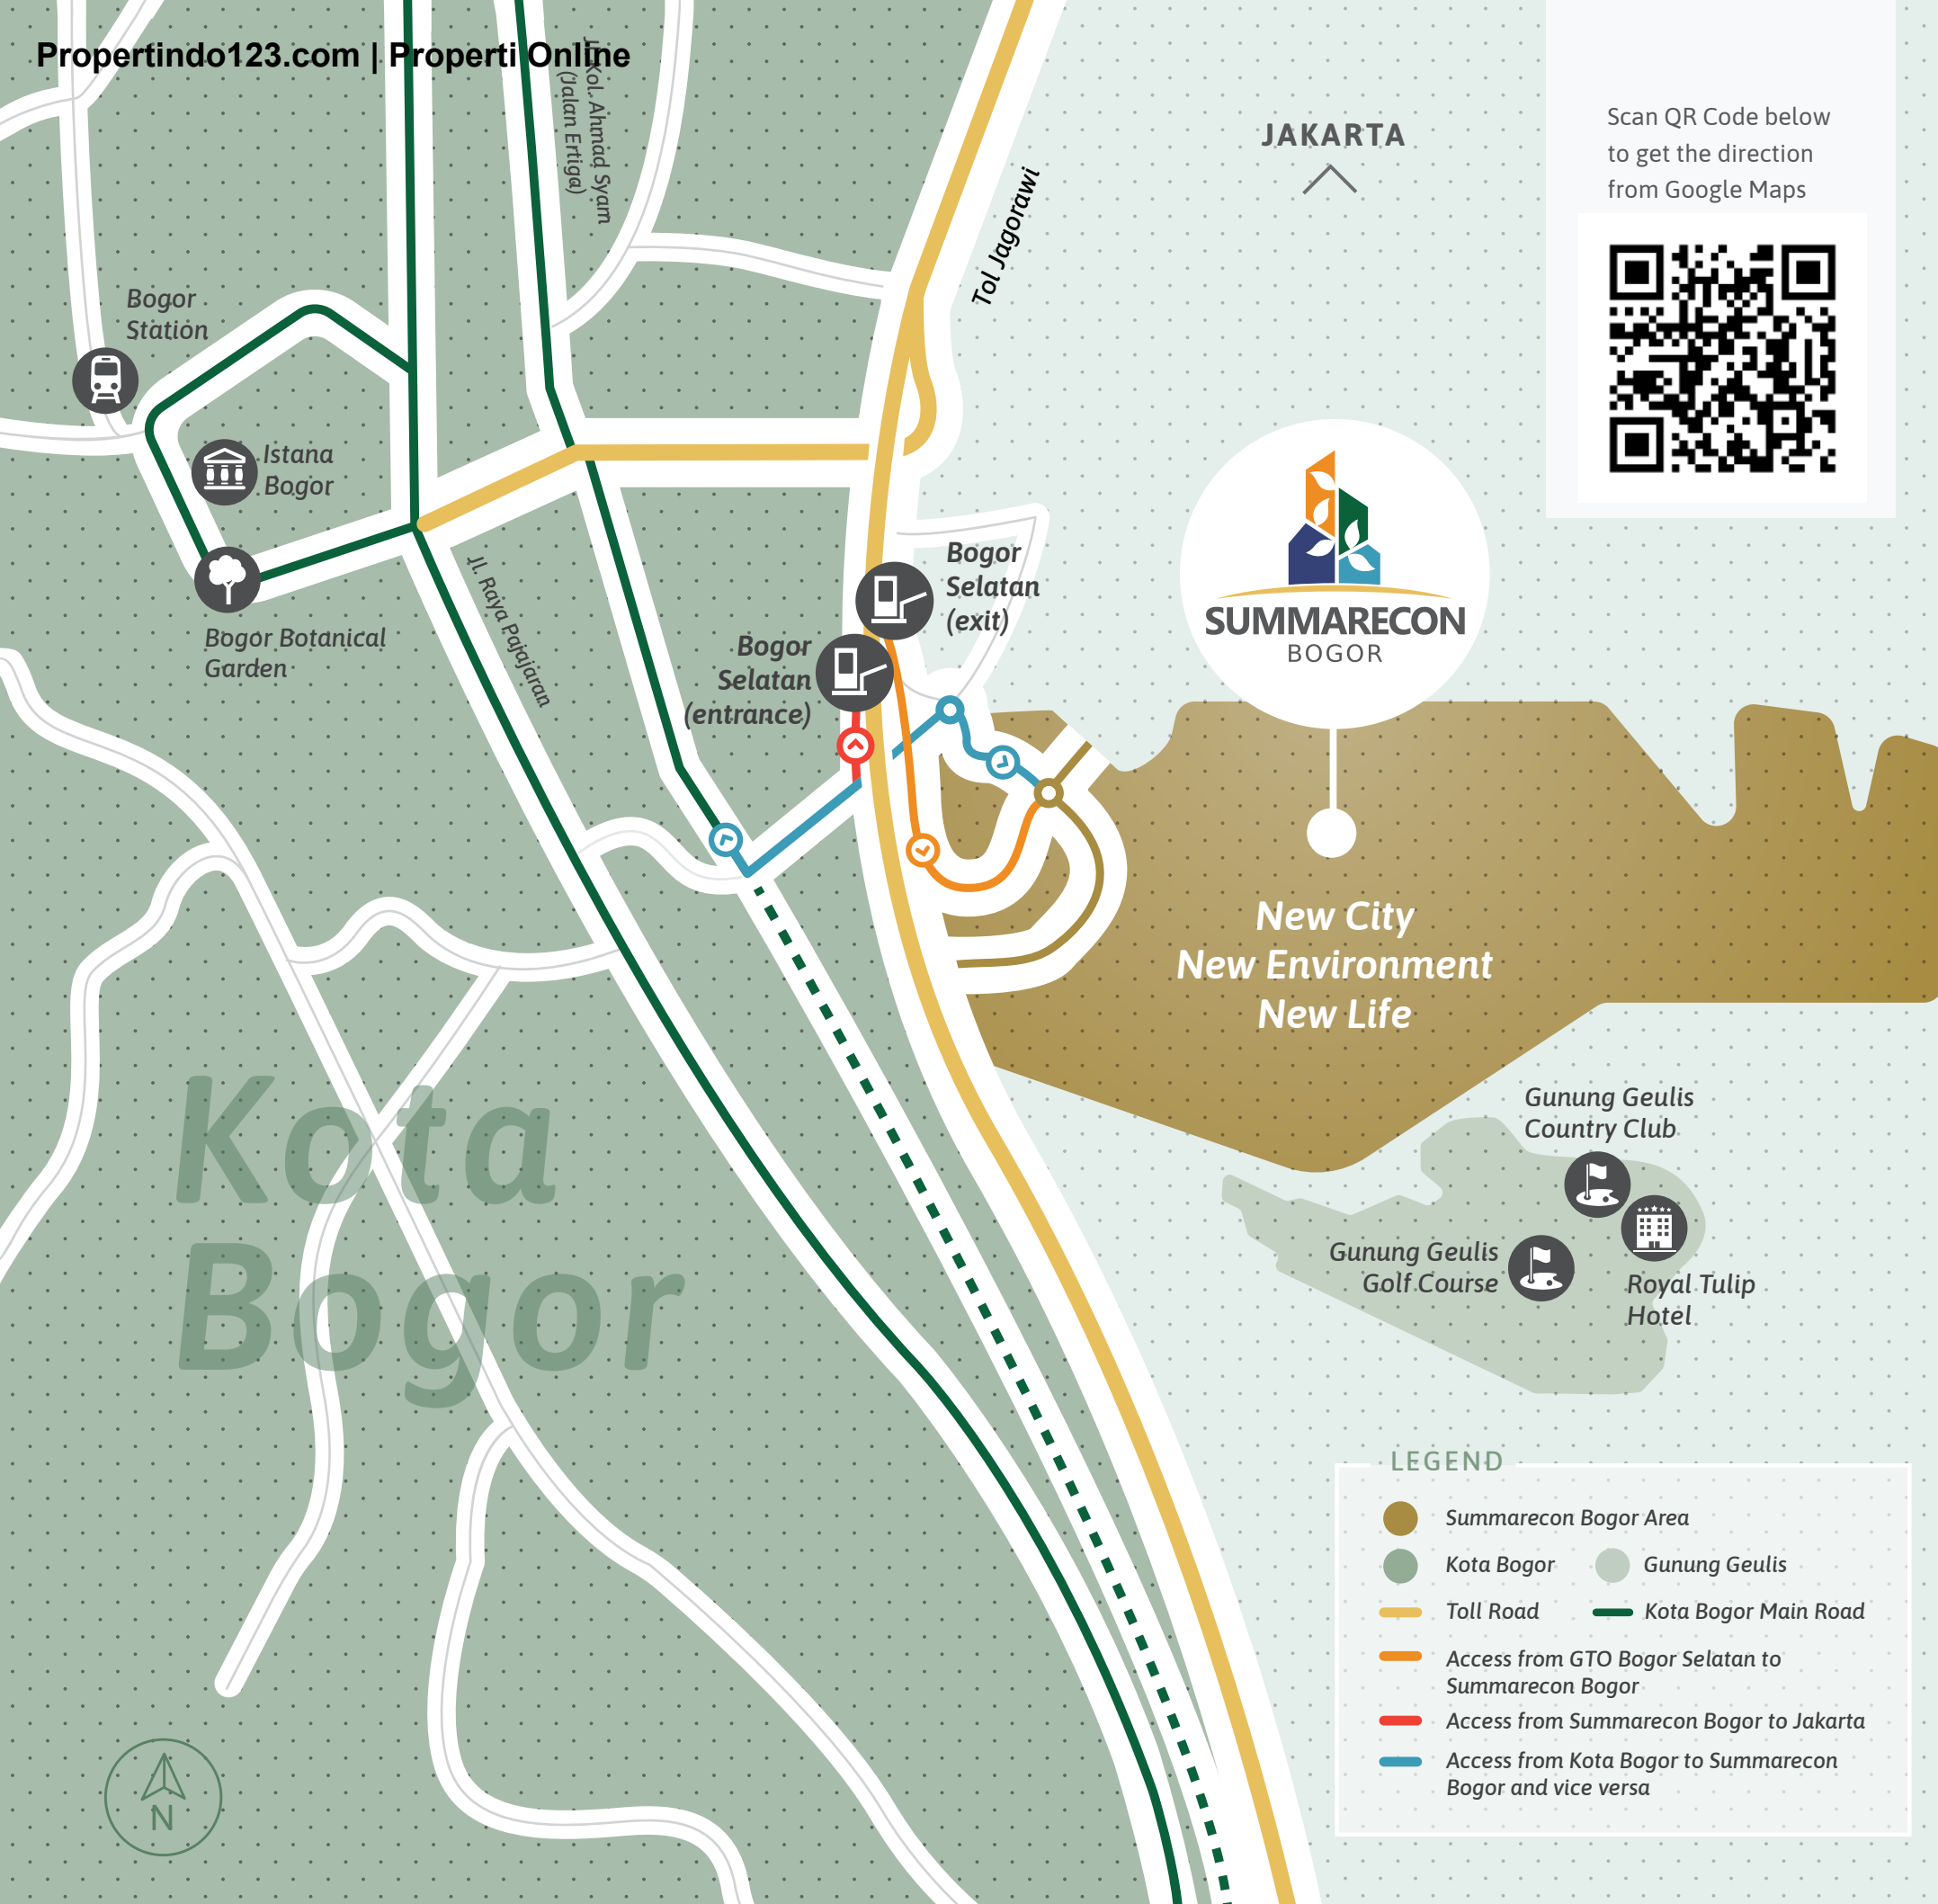 Propertindo123.com | Properti Online
Jl. Kol. Ahmad Syam
(Jalan Ertiga)
Tol Jagorawi
JAKARTA
Scan QR Code below
to get the direction
from Google Maps
Bogor
Station
Istana
Bogor
Bogor Botanical
Garden
Jl. Raya Pajajaran
Bogor
Selatan
(exit)
Bogor
Selatan
(entrance)
SUMMARECON
BOGOR
New City
New Environment
New Life
Kota
Bogor
Gunung Geulis
Country Club
Gunung Geulis
Golf Course
Royal Tulip
Hotel
LEGEND
Summarecon Bogor Area
Kota Bogor
Gunung Geulis
Toll Road
Kota Bogor Main Road
Access from GTO Bogor Selatan to
Summarecon Bogor
Access from Summarecon Bogor to Jakarta
Access from Kota Bogor to Summarecon
Bogor and vice versa
N